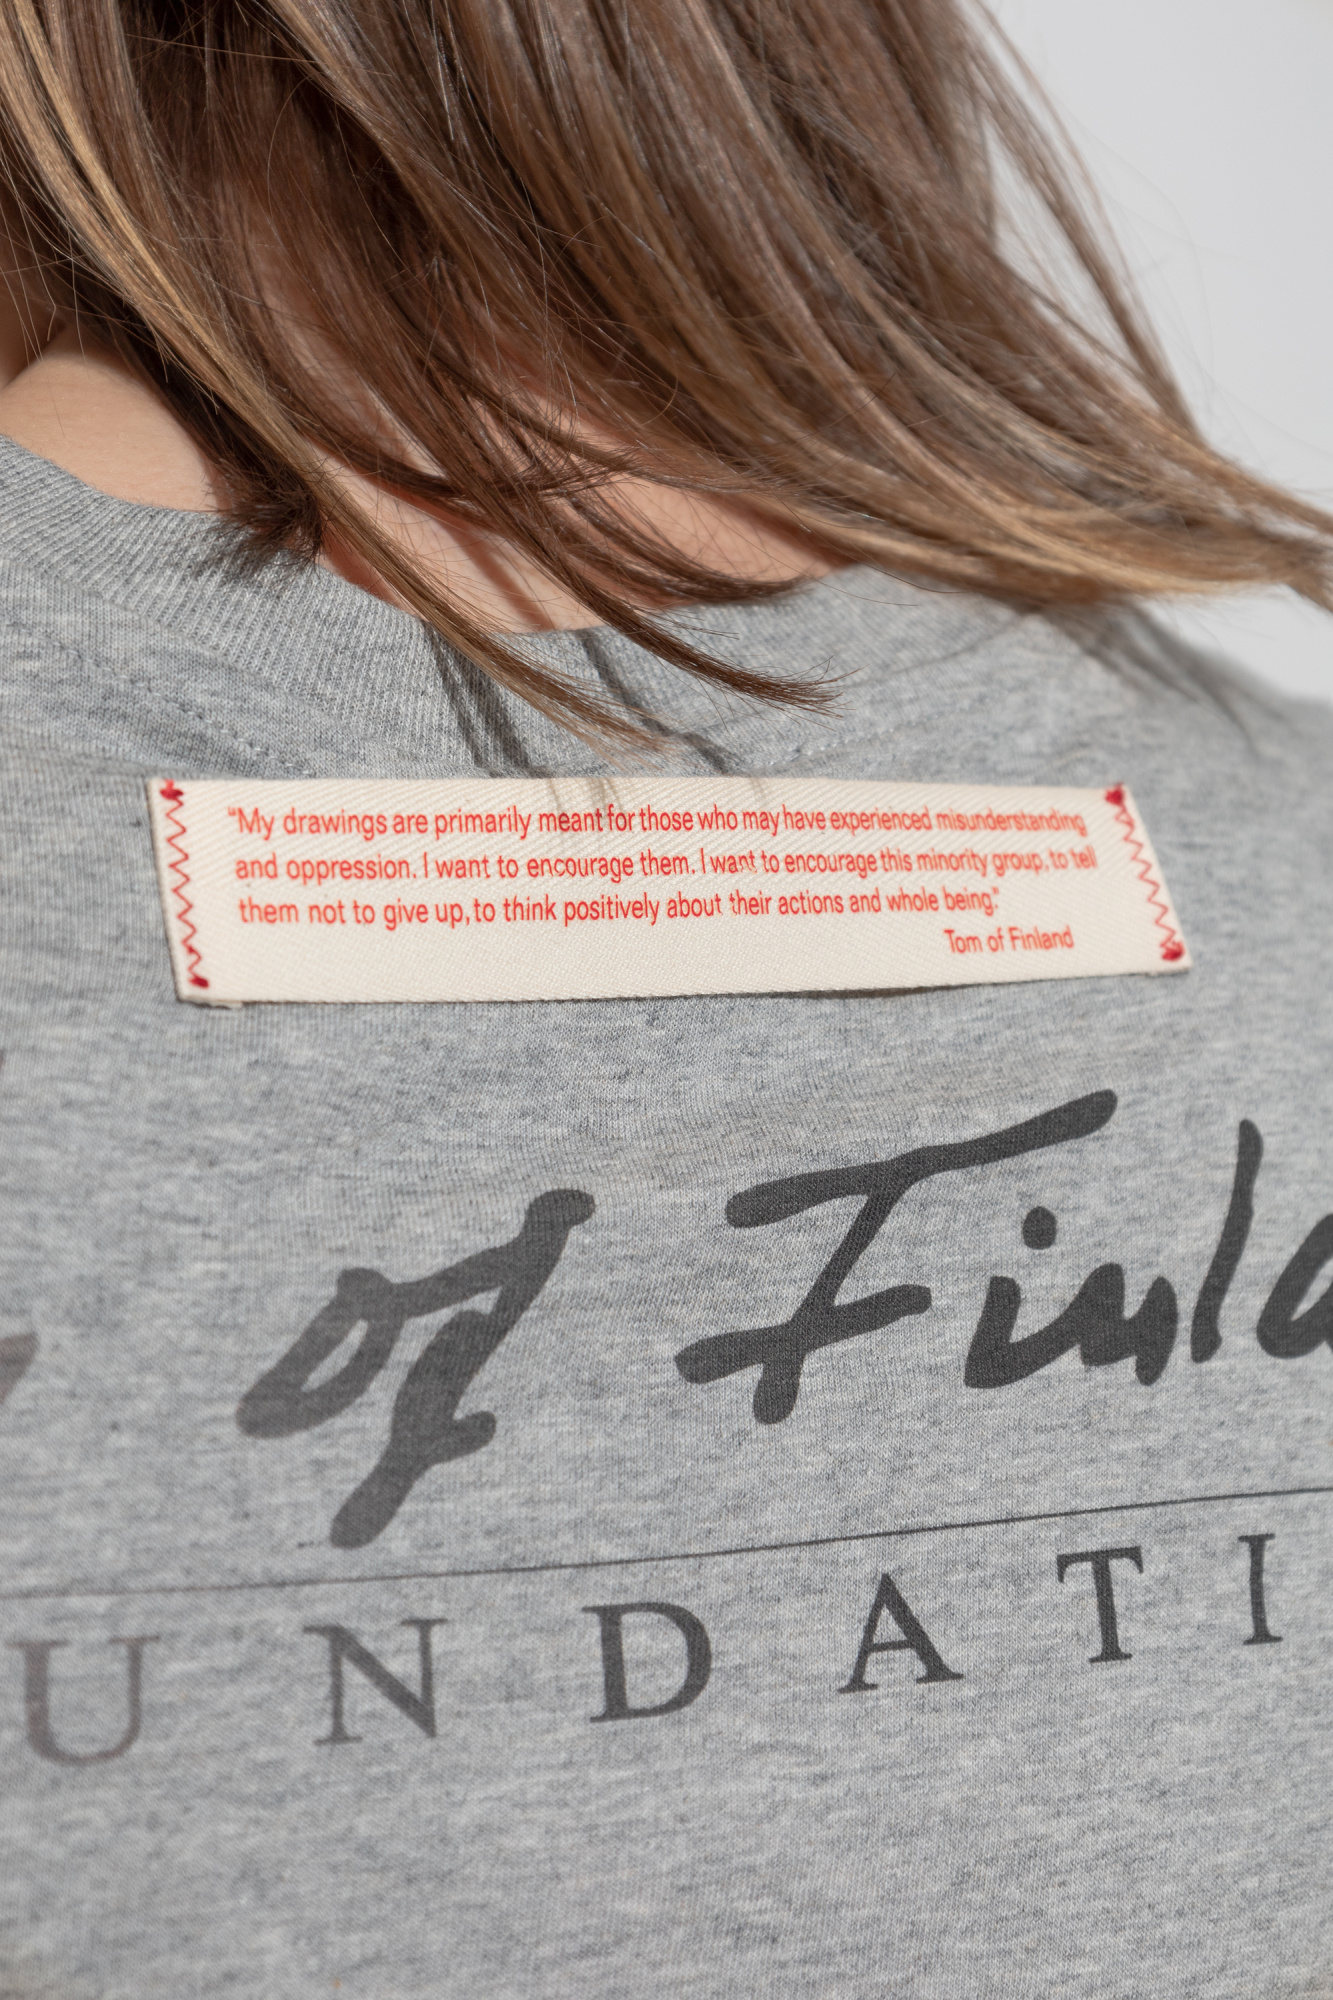 “My drawings are primarily meant for those who may have experienced misunderstanding
and oppression. I want to encourage them. I want to encourage this minority group, to tell
them not to give up, to think positively about their actions and whole being.”
Tom of Finland
of Finla
UNDATI